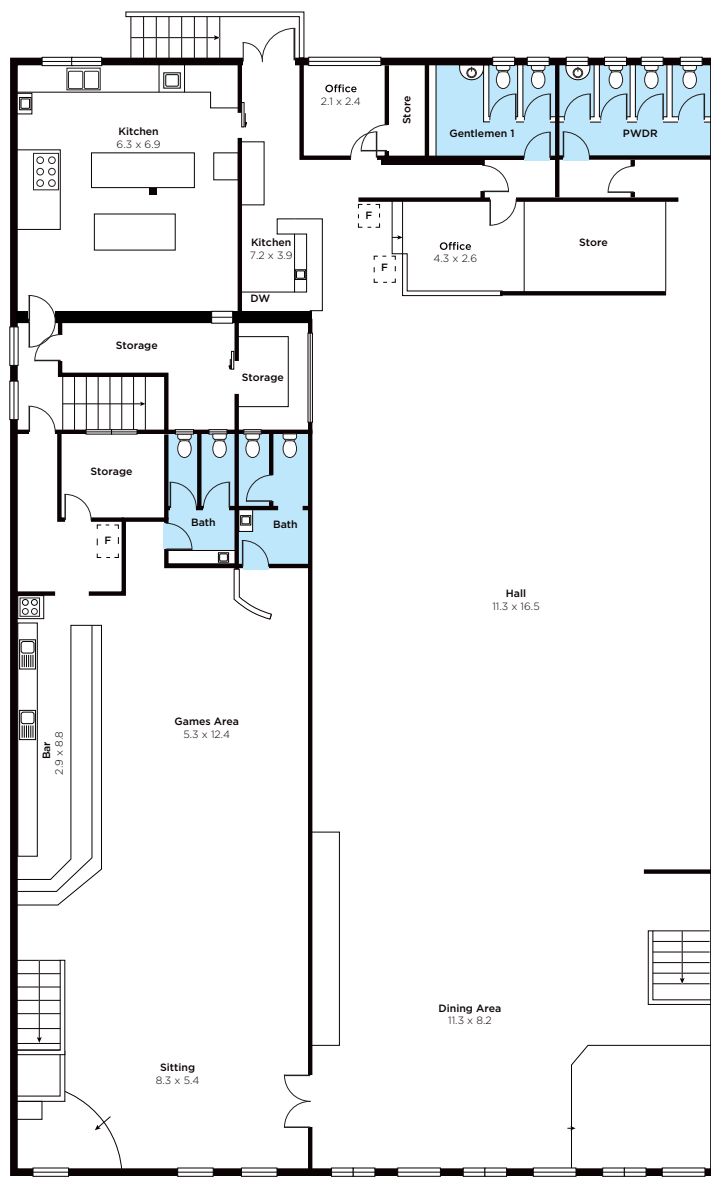 Office
2.1 x 2.4
Store
Gentlemen 1
PWDR
Kitchen
6.3 x 6.9
F
Kitchen
7.2 x 3.9
Office
4.3 x 2.6
Store
F
DW
Storage
Storage
Storage
Bath
Bath
F
Hall
11.3 x 16.5
Games Area
5.3 x 12.4
Bar
2.9 x 8.8
Dining Area
11.3 x 8.2
Sitting
8.3 x 5.4